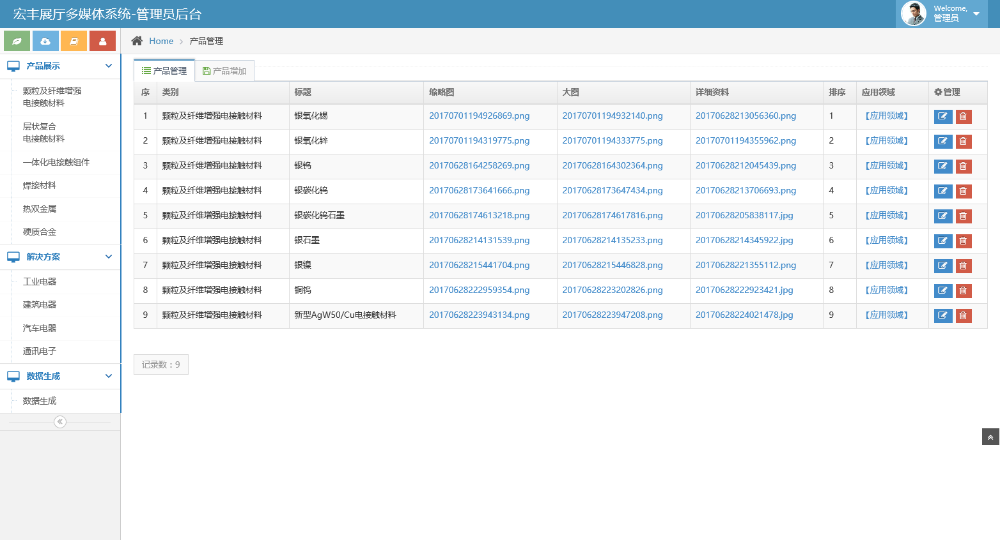 宏丰展厅多媒体系统-管理员后台
Welcome,
管理员
Home > 产品管理
产品展示
颗粒及纤维增强
电接触材料
层状复合
电接触材料
一体化电接触组件
焊接材料
热双金属
硬质合金
解决方案
工业电器
建筑电器
汽车电器
通讯电子
数据生成
数据生成
产品管理 产品增加
序 类别 标题 缩略图 大图 详细资料 排序 应用领域 管理
1 颗粒及纤维增强电接触材料 银氧化锡 20170701194926869.png 20170701194932140.png 20170628213056360.png 1 【应用领域】
2 颗粒及纤维增强电接触材料 银氧化锌 20170701194319775.png 20170701194333775.png 20170701194355962.png 2 【应用领域】
3 颗粒及纤维增强电接触材料 银钨 20170628164258269.png 20170628164302364.png 20170628212045439.png 3 【应用领域】
4 颗粒及纤维增强电接触材料 银碳化钨 20170628173641666.png 20170628173647434.png 20170628213706693.png 4 【应用领域】
5 颗粒及纤维增强电接触材料 银碳化钨石墨 20170628174613218.png 20170628174617816.png 20170628205838117.jpg 5 【应用领域】
6 颗粒及纤维增强电接触材料 银石墨 20170628214131539.png 20170628214135233.png 20170628214345922.jpg 6 【应用领域】
7 颗粒及纤维增强电接触材料 银镍 20170628215441704.png 20170628215446828.png 20170628221355112.png 7 【应用领域】
8 颗粒及纤维增强电接触材料 铜钨 20170628222959354.png 20170628223202826.png 20170628222923421.jpg 8 【应用领域】
9 颗粒及纤维增强电接触材料 新型AgW50/Cu电接触材料 20170628223943134.png 20170628223947208.png 20170628224021478.jpg 9 【应用领域】
记录数：9